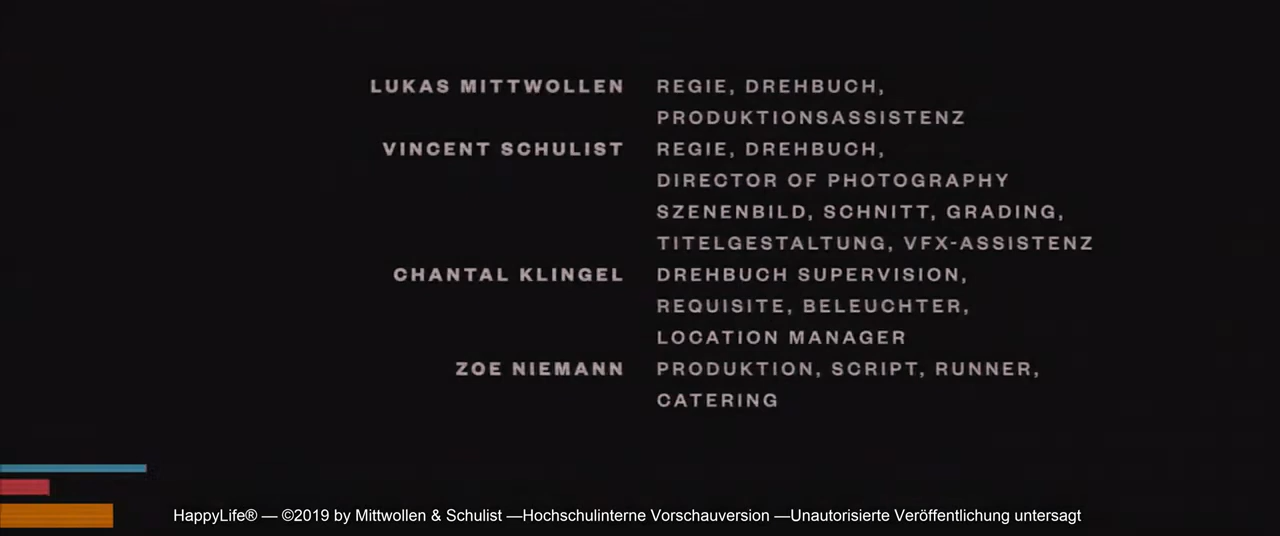 LUKAS MITTWOLLEN REGIE, DREHBUCH,
PRODUKTIONSASSISTENZ
VINCENT SCHULIST REGIE, DREHBUCH,
DIRECTOR OF PHOTOGRAPHY
SZENENBILD, SCHNITT, GRADING,
TITELGESTALTUNG, VFX-ASSISTENZ
CHANTAL KLINGEL DREHBUCH SUPERVISION,
REQUISITE, BELEUCHTER,
LOCATION MANAGER
ZOE NIEMANN PRODUKTION, SCRIPT, RUNNER,
CATERING
HappyLife® — ©2019 by Mittwollen & Schulist —Hochschulinterne Vorschauversion —Unautorisierte Veröffentlichung untersagt